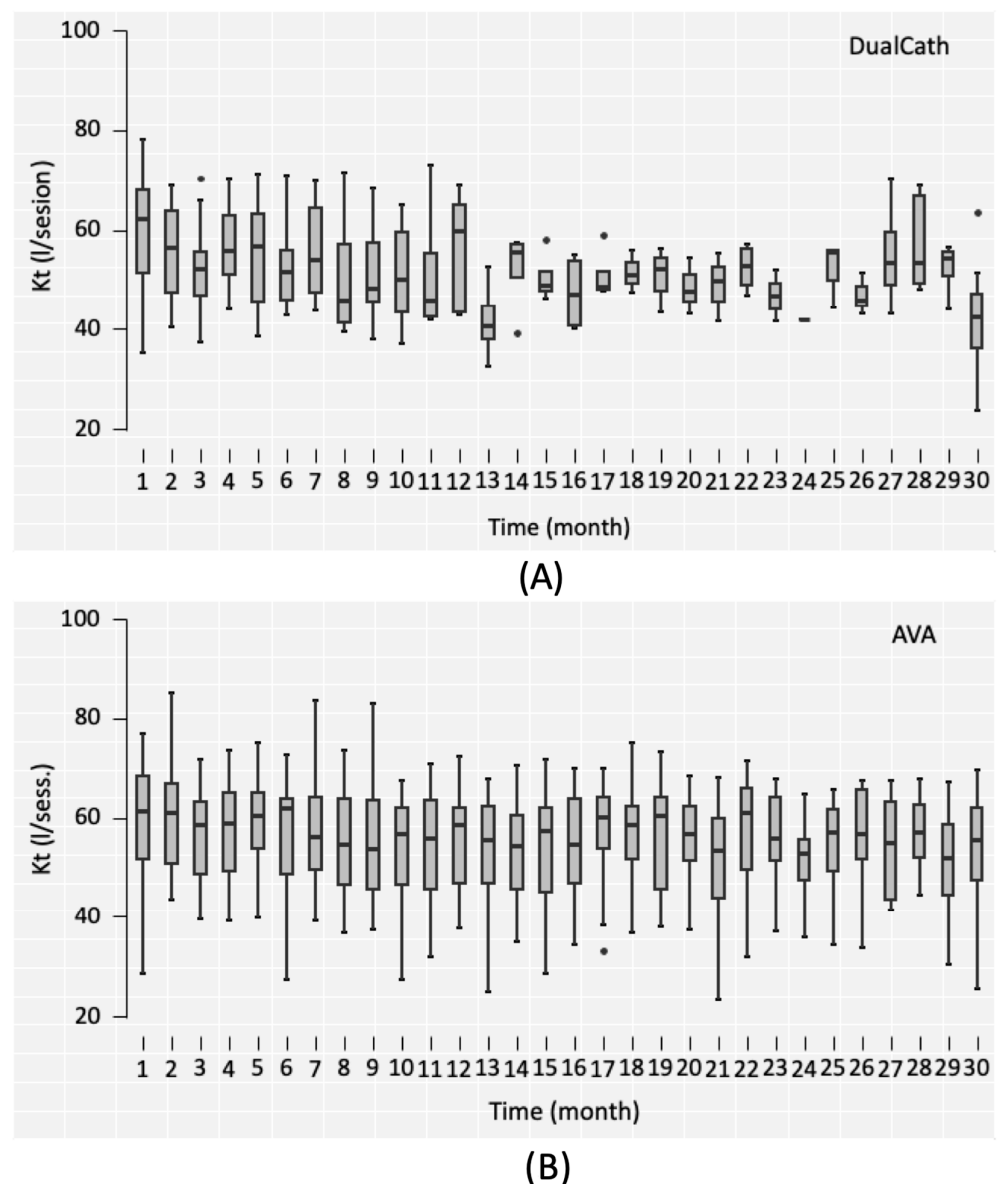 100
DualCath
80
60
40
20
Kt (l/sesion )
1 2 3 4 5 6 7 8 9 10 11 12 13 14 15 16 17 18 19 20 21 22 23 24 25 26 27 28 29 30
Time (month)
(A)
100
AVA
80
60
40
20
Kt (l/sess.)
1 2 3 4 5 6 7 8 9 10 11 12 13 14 15 16 17 18 19 20 21 22 23 24 25 26 27 28 29 30
Time (month)
(B)